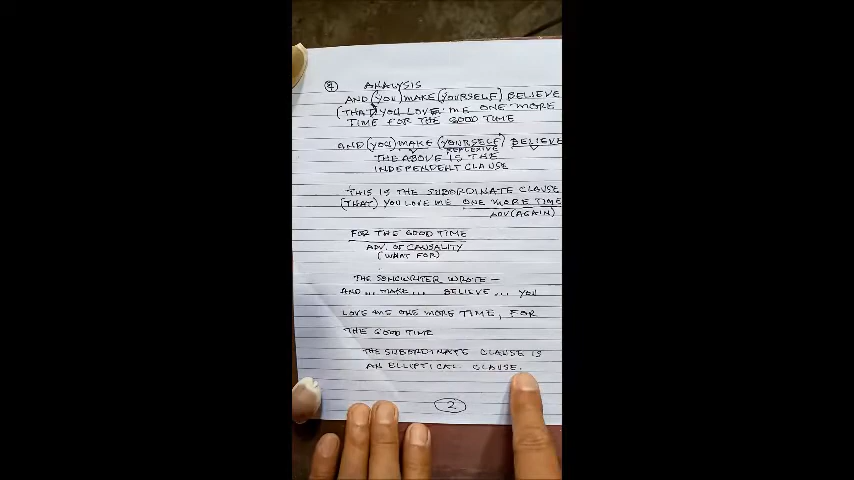 4 ANALYSIS
AND (YOU) MAKE (YOURSELF) BELIEVE
(THAT) YOU LOVE ME ONE MORE
TIME FOR THE GOOD TIME
AND (YOU) MAKE (YOURSELF) BELIEVE
V REFLEXIVE V
THE ABOVE IS THE
INDEPENDENT CLAUSE
THIS IS THE SUBORDINATE CLAUSE
(THAT) YOU LOVE ME ONE MORE TIME
ADV (AGAIN)
FOR THE GOOD TIME
ADV. OF CAUSALITY
(WHAT FOR)
THE SONGWRITER WROTE —
AND... MAKE... BELIEVE... YOU
LOVE ME ONE MORE TIME, FOR
THE GOOD TIME
THE SUBORDINATE CLAUSE IS
AN ELLIPTICAL CLAUSE.
2